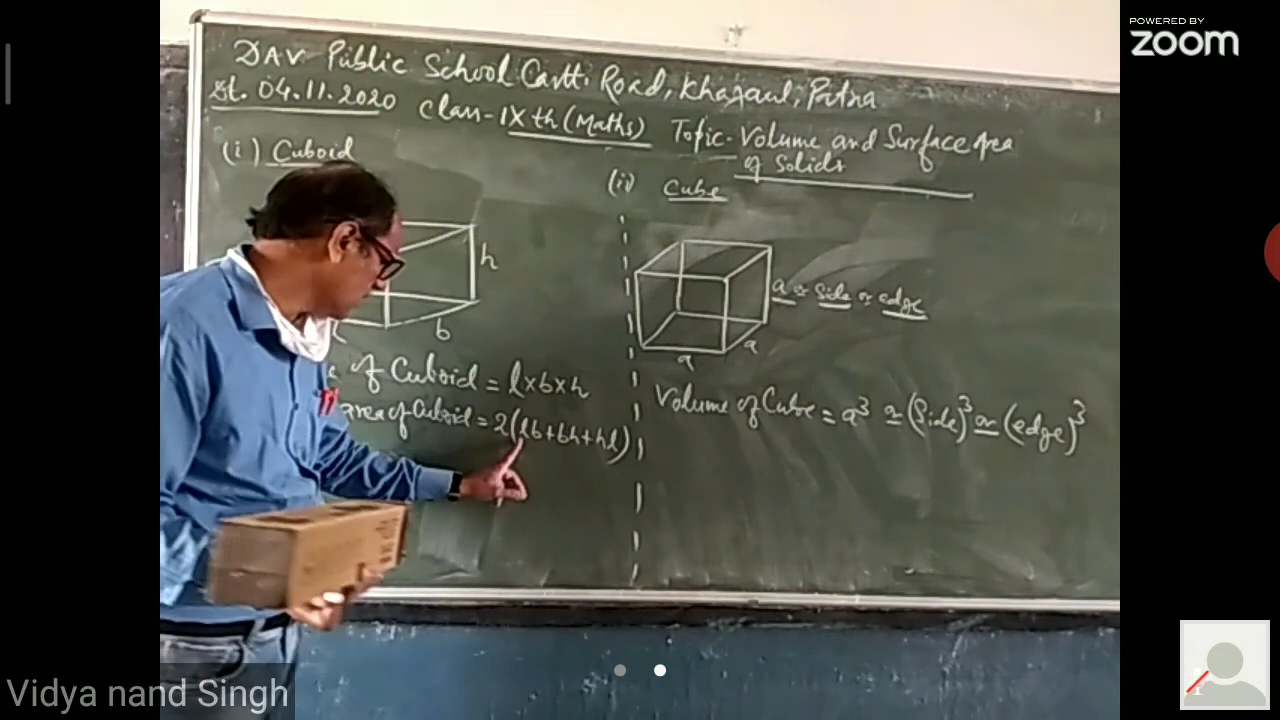 POWERED BY
zoom
DAV Public School Cantt. Road, Khagaul, Patna
dt. 04.11.2020 Class-IXth (Maths) Topic- Volume and Surface Area
of Solids
(i) Cuboid
(ii) Cube
h
b
a or Side or edge
a
a
of Cuboid = l×b×h
area of Cuboid = 2(lb+bh+hl)
Volume of Cube = a³ or (Side)³ or (edge)³
Vidya nand Singh